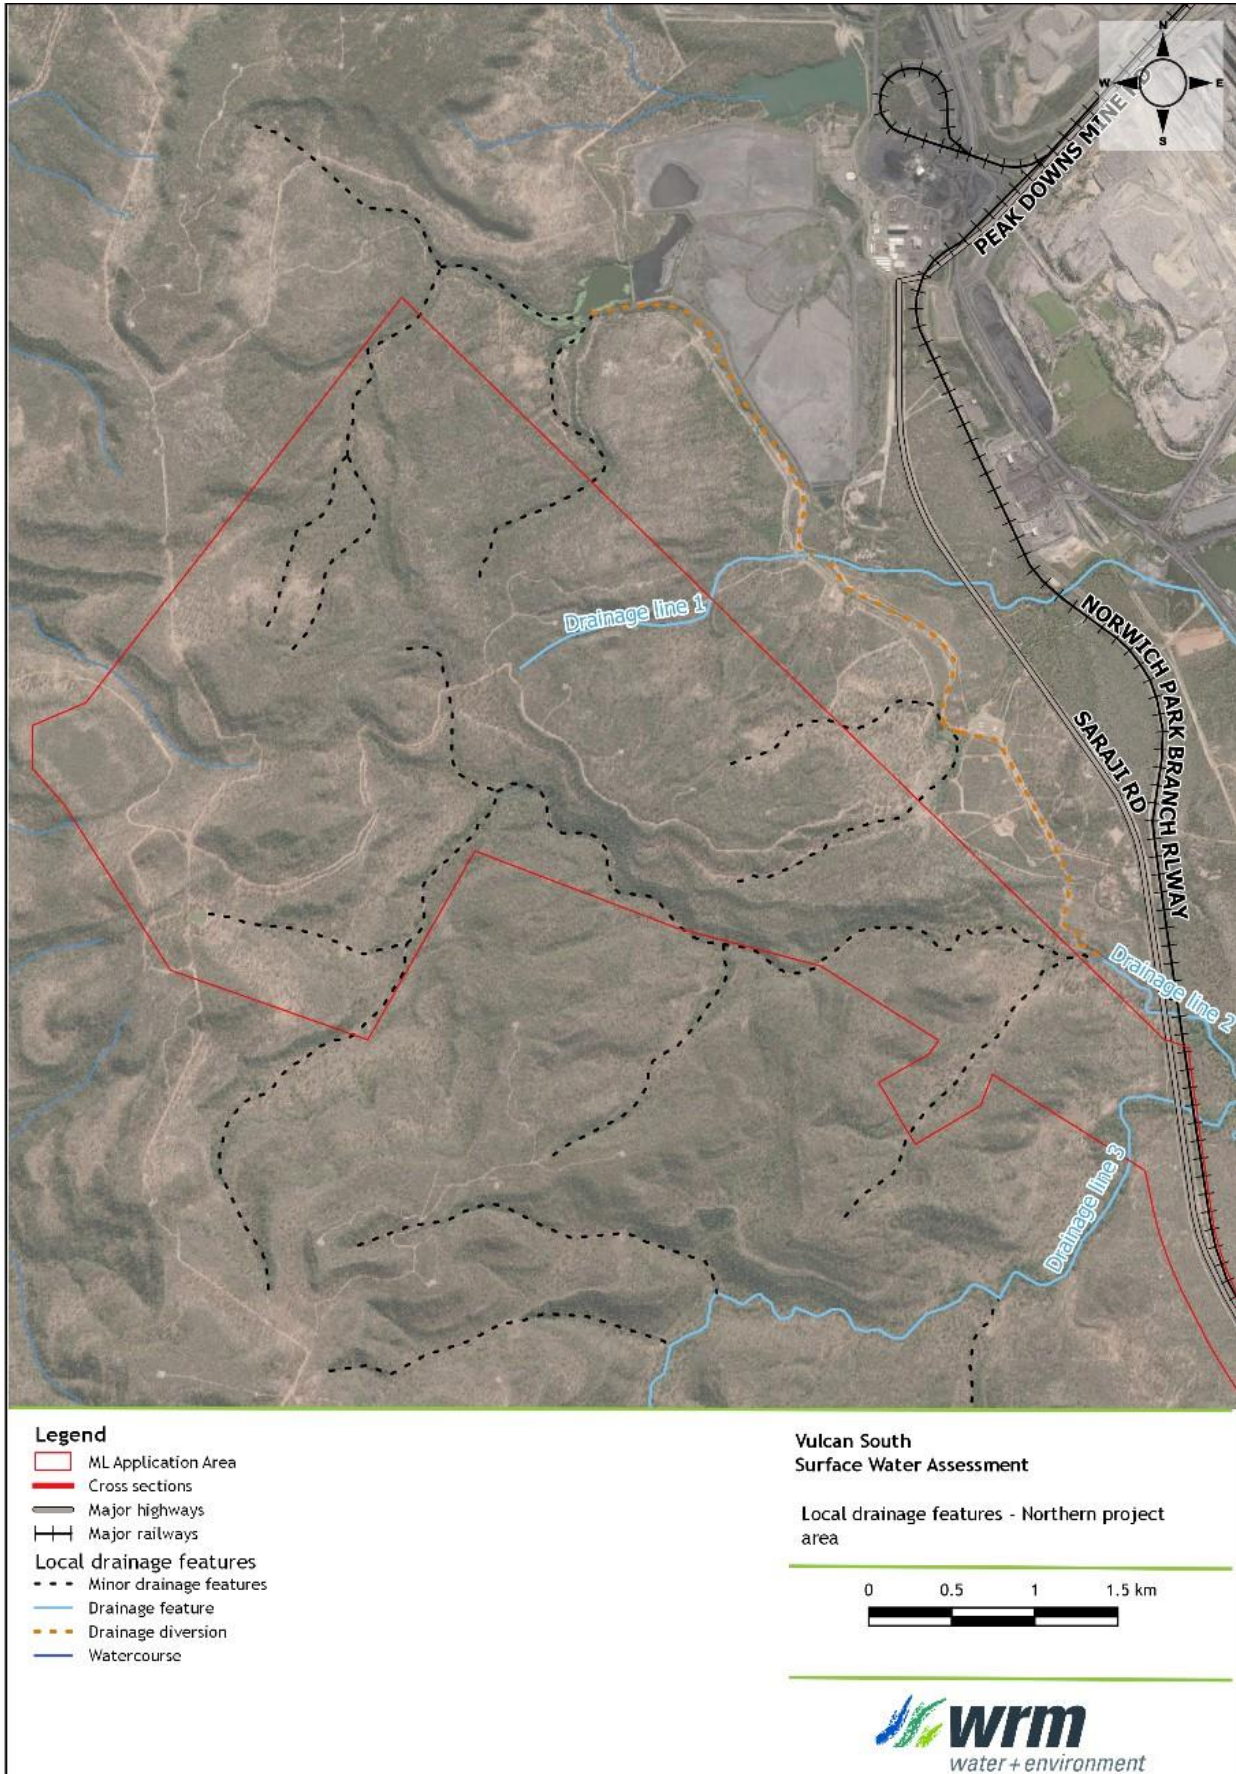 N
W
E
S
PEAK DOWNS MINE RD
Drainage line 1
NORWICH PARK BRANCH RLWAY
SARAJI RD
Drainage line 2
Drainage line 3
Legend
ML Application Area
Cross sections
Major highways
Major railways
Local drainage features
Minor drainage features
Drainage feature
Drainage diversion
Watercourse
Vulcan South
Surface Water Assessment
Local drainage features - Northern project
area
0 0.5 1 1.5 km
wrm
water + environment